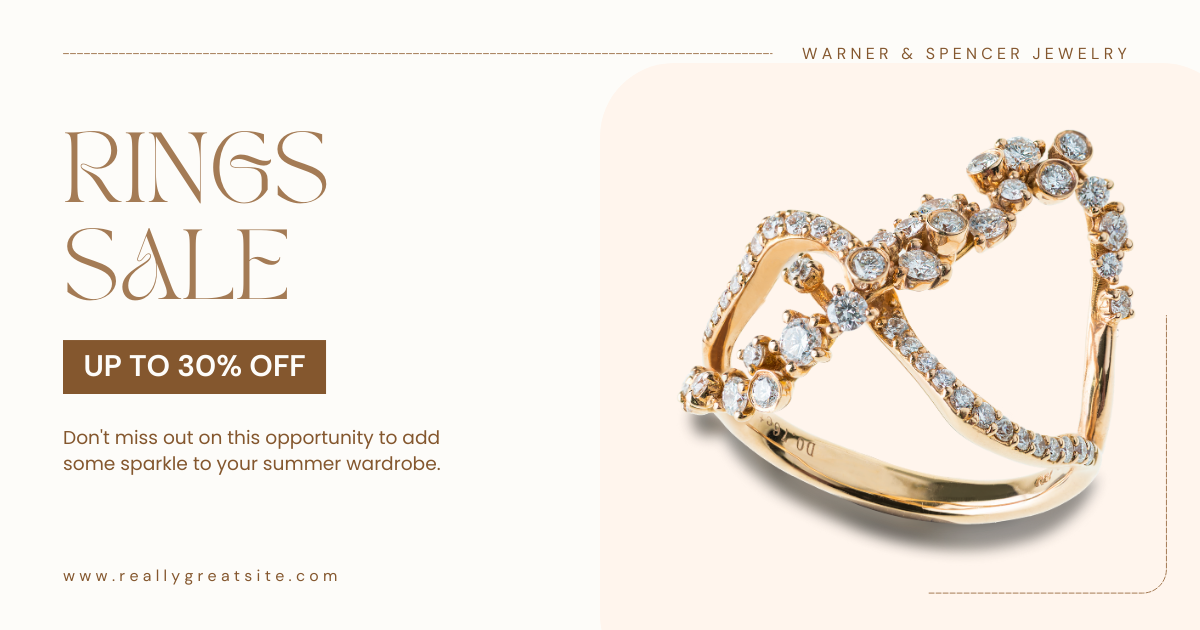 WARNER & SPENCER JEWELRY
RINGS
SALE
UP TO 30% OFF
Don't miss out on this opportunity to add
some sparkle to your summer wardrobe.
www.reallygreatsite.com